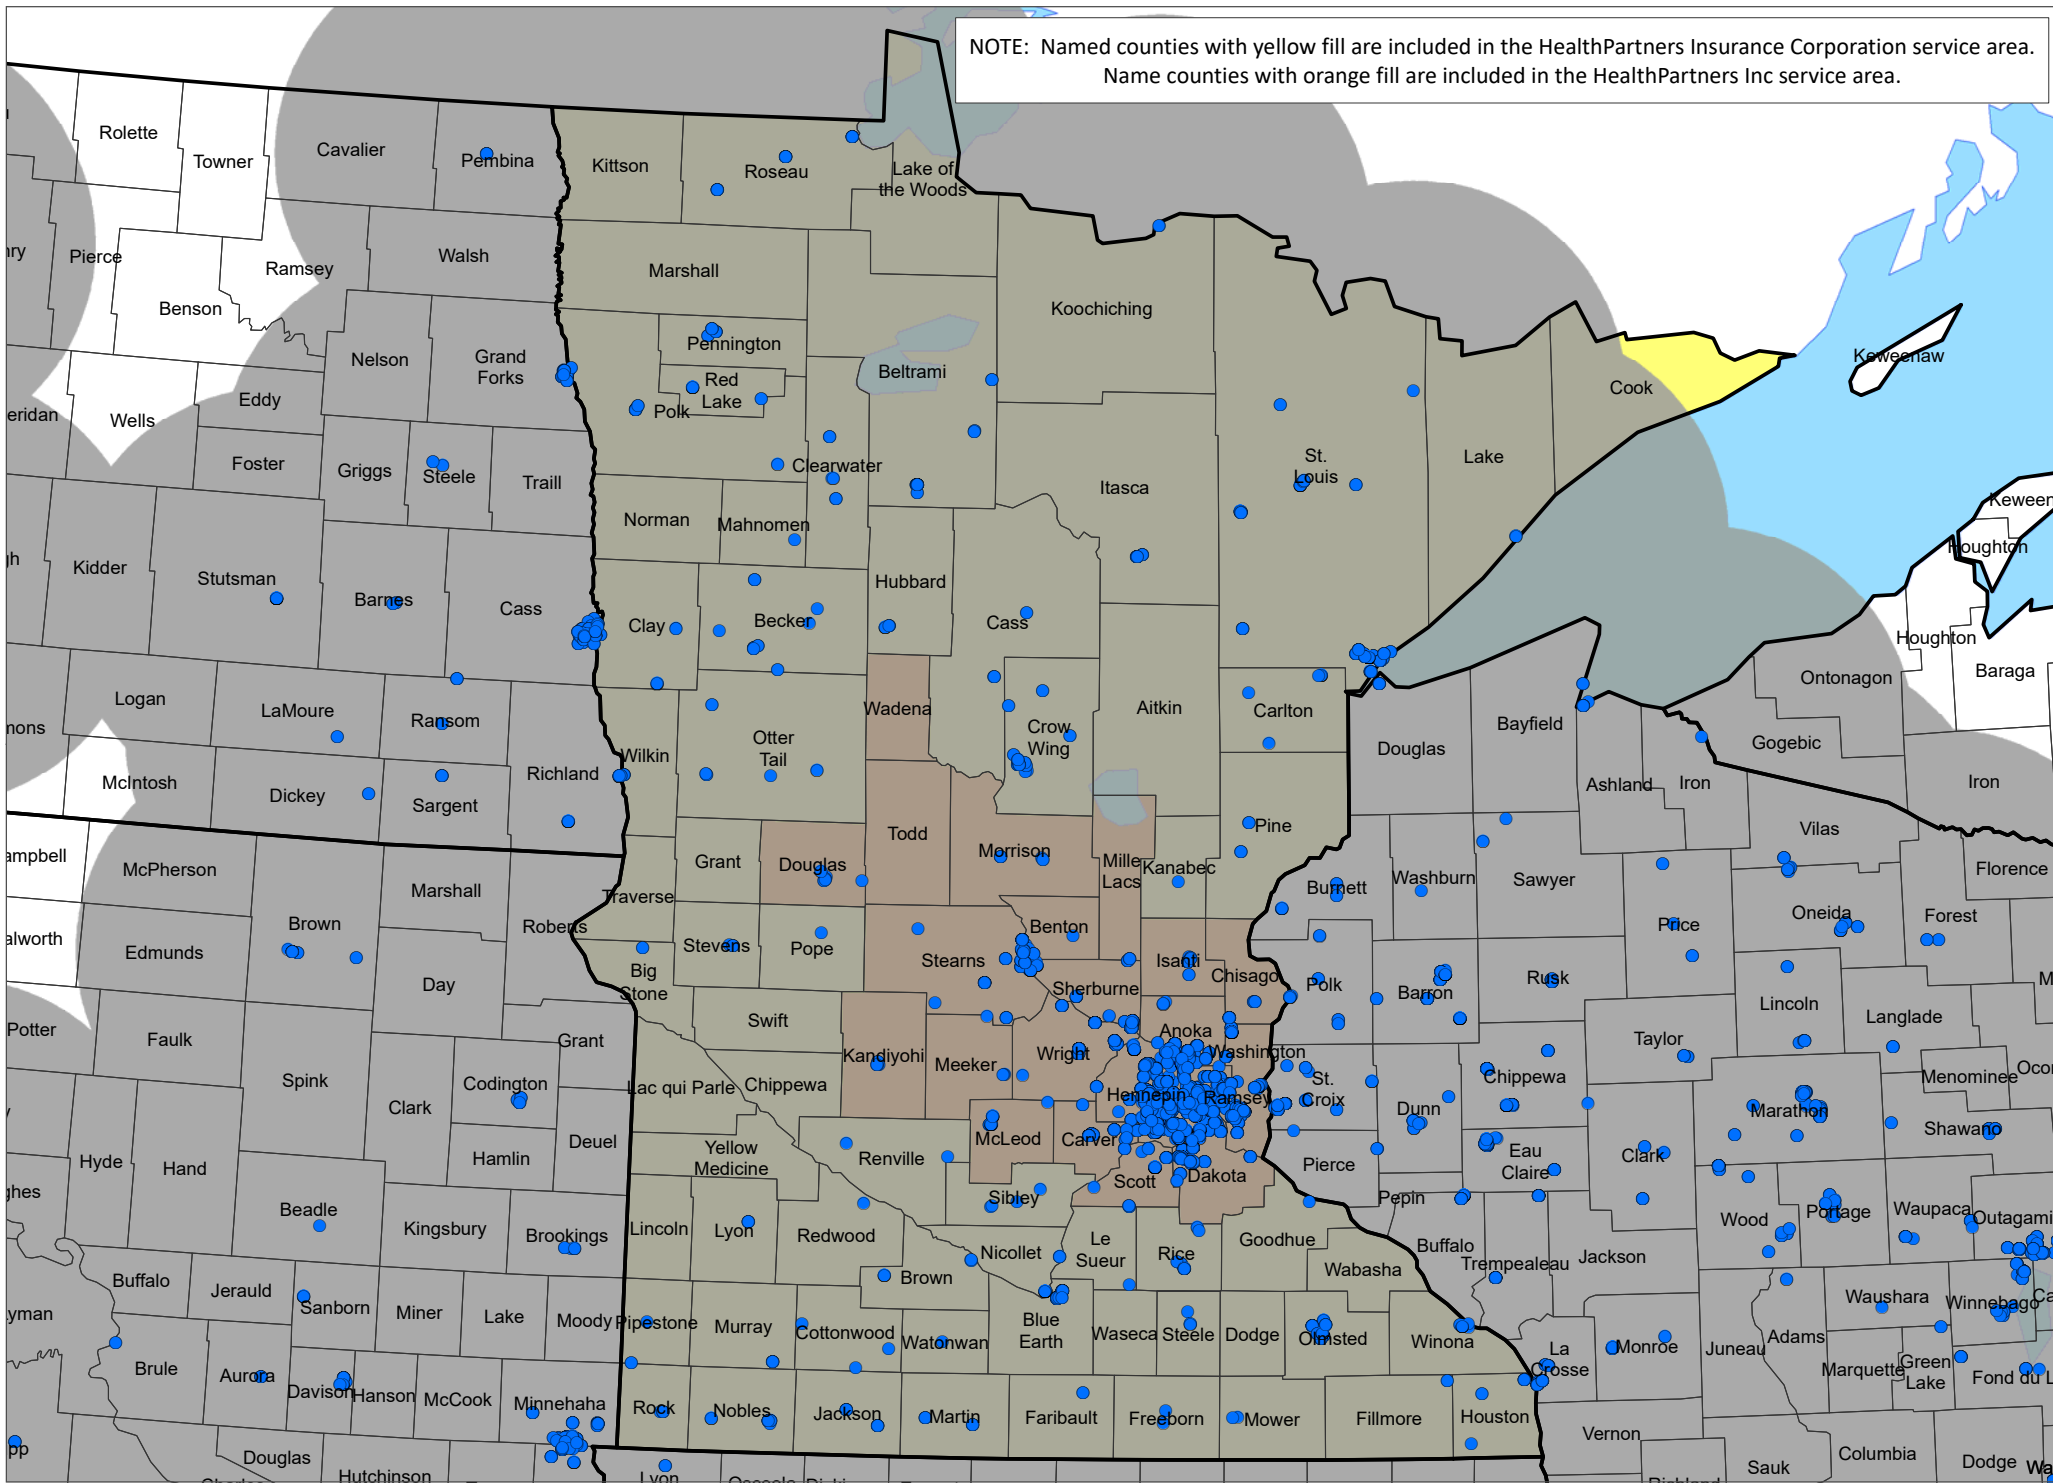 NOTE:  Named counties with yellow fill are included in the HealthPartners Insurance Corporation service area.
Name counties with orange fill are included in the HealthPartners Inc service area.
Rolette
Towner
Cavalier
Pembina
Kittson
Roseau
Lake of
the Woods
Pierce
Ramsey
Walsh
Marshall
Benson
Koochiching
Nelson
Grand
Forks
Pennington
Red
Lake
Beltrami
Cook
Keweenaw
eridan
Wells
Eddy
Polk
Foster
Griggs
Steele
Traill
Clearwater
St.
Louis
Lake
Itasca
Norman
Mahnomen
Keween
Houghton
Kidder
Stutsman
Barnes
Cass
Clay
Becker
Hubbard
Cass
Houghton
Baraga
Ontonagon
Logan
LaMoure
Ransom
Wadena
Aitkin
Carlton
mons
Wilkin
Otter
Tail
Crow
Wing
Douglas
Bayfield
Gogebic
McIntosh
Dickey
Sargent
Richland
Ashland
Iron
Iron
Todd
Pine
Vilas
ampbell
McPherson
Marshall
Grant
Douglas
Morrison
Mille
Lacs
Kanabec
Burnett
Washburn
Sawyer
Florence
Traverse
alworth
Edmunds
Brown
Roberts
Stevens
Pope
Benton
Price
Oneida
Forest
Day
Big
Stone
Stearns
Isanti
Chisago
Sherburne
Polk
Barron
Rusk
Lincoln
Langlade
Potter
Faulk
Grant
Swift
Kandiyohi
Meeker
Wright
Anoka
Washington
Taylor
Spink
Codington
Clark
Lac qui Parle
Chippewa
Hennepin
Ramsey
St.
Croix
Dunn
Chippewa
Marathon
Menominee
Oco
Shawano
Hyde
Hand
Hamlin
Deuel
Yellow
Medicine
Renville
McLeod
Carver
Scott
Dakota
Pierce
Eau
Claire
Clark
ghes
Beadle
Kingsbury
Brookings
Lincoln
Lyon
Redwood
Sibley
Nicollet
Le
Sueur
Rice
Goodhue
Wabasha
Pepin
Buffalo
Trempealeau
Jackson
Wood
Portage
Waupaca
Outagami
Buffalo
Jerauld
Sanborn
Miner
Lake
Moody
Pipestone
Murray
Cottonwood
Brown
Watonwan
Blue
Earth
Waseca
Steele
Dodge
Olmsted
Winona
La
Crosse
Monroe
Juneau
Adams
Waushara
Winnebago
Ca
yman
Brule
Aurora
Davison
Hanson
McCook
Minnehaha
Rock
Nobles
Jackson
Martin
Faribault
Freeborn
Mower
Fillmore
Houston
Vernon
Marquette
Green
Lake
Fond du L
Douglas
Hutchinson
Lyon
Sauk
Columbia
Dodge
Wa